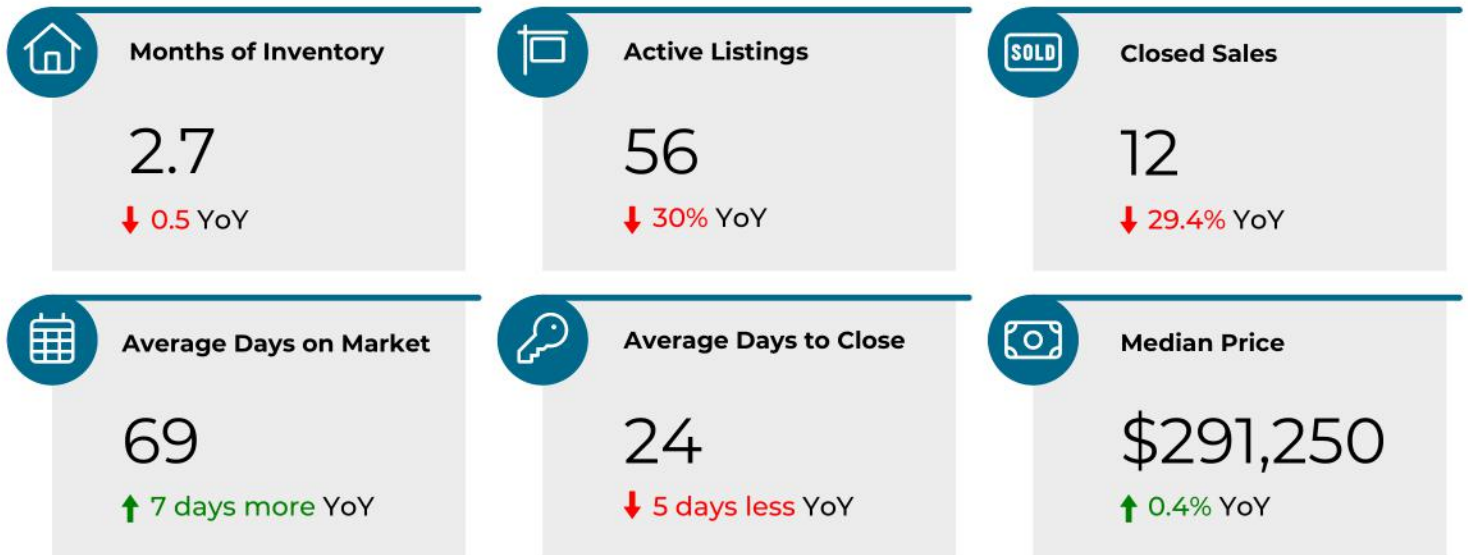 Months of Inventory
2.7
↓ 0.5 YoY
Active Listings
56
↓ 30% YoY
SOLD
Closed Sales
12
↓ 29.4% YoY
Average Days on Market
69
↑ 7 days more YoY
Average Days to Close
24
↓ 5 days less YoY
Median Price
$291,250
↑ 0.4% YoY